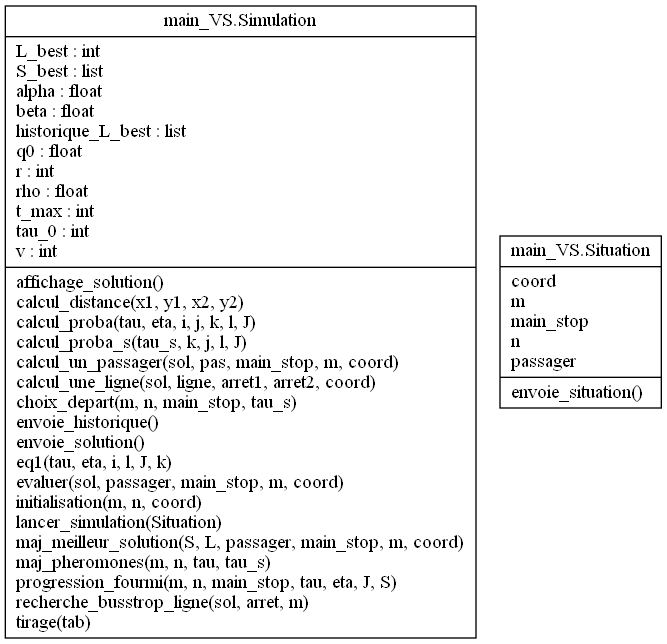 main_VS.Simulation
L_best : int
S_best : list
alpha : float
beta : float
historique_L_best : list
q0 : float
r : int
rho : float
t_max : int
tau_0 : int
v : int
affichage_solution()
calcul_distance(x1, y1, x2, y2)
calcul_proba(tau, eta, i, j, k, l, J)
calcul_proba_s(tau_s, k, j, l, J)
calcul_un_passager(sol, pas, main_stop, m, coord)
calcul_une_ligne(sol, ligne, arret1, arret2, coord)
choix_depart(m, n, main_stop, tau_s)
envoie_historique()
envoie_solution()
eq1(tau, eta, i, l, J, k)
evaluer(sol, passager, main_stop, m, coord)
initialisation(m, n, coord)
lancer_simulation(Situation)
maj_meilleur_solution(S, L, passager, main_stop, m, coord)
maj_pheromones(m, n, tau, tau_s)
progression_fourmi(m, n, main_stop, tau, eta, J, S)
recherche_busstrop_ligne(sol, arret, m)
tirage(tab)
main_VS.Situation
coord
m
main_stop
n
passager
envoie_situation()